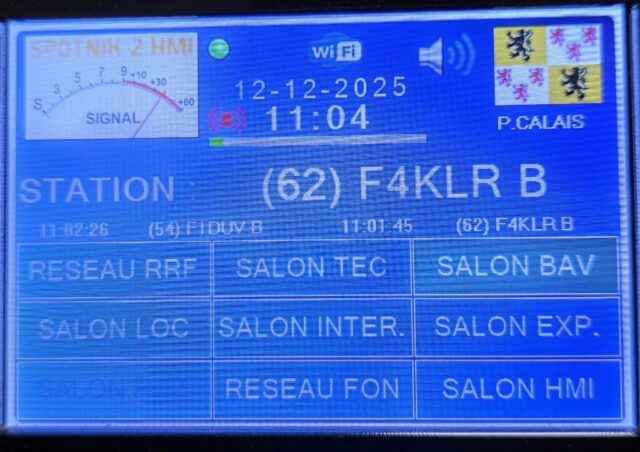 SPOTNIK 2 HMI
WiFi
S 3 5 7 9 +10 +30 +60
SIGNAL
12-12-2025
11:04
P.CALAIS
STATION : (62) F4KLR B
11:02:26 (54) F1DUV B 11:01:45 (62) F4KLR B
RESEAU RRF SALON TEC SALON BAV
SALON LOC SALON INTER. SALON EXP.
SALON RESEAU FON SALON HMI